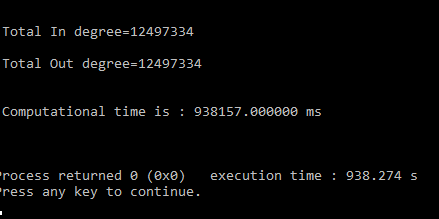 Total In degree=12497334
Total Out degree=12497334
Computational time is : 938157.000000 ms
Process returned 0 (0x0)   execution time : 938.274 s
Press any key to continue.